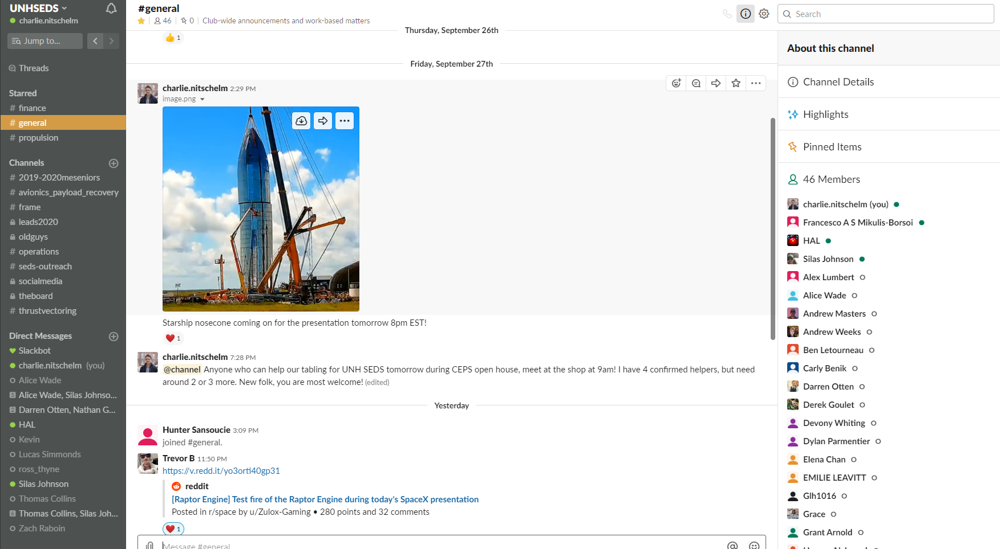 UNHSEDS
charlie.nitschelm
Jump to...
Threads
Starred
# finance
# general
# propulsion
Channels
# 2019-2020meseniors
# avionics_payload_recovery
# frame
leads2020
oldguys
# operations
# seds-outreach
socialmedia
theboard
# thrustvectoring
Direct Messages
Slackbot
charlie.nitschelm (you)
Alice Wade
3 Alice Wade, Silas Johnso...
2 Darren Otten, Nathan G...
HAL
Kevin
Lucas Simmonds
ross_thyne
Silas Johnson
Thomas Collins
Thomas Collins, Silas Joh...
Zach Raboin
#general
46 | 0 | Club-wide announcements and work-based matters
Search
Thursday, September 26th
1
Friday, September 27th
charlie.nitschelm 2:29 PM
image.png
Starship nosecone coming on for the presentation tomorrow 8pm EST!
1
charlie.nitschelm 7:28 PM
@channel Anyone who can help our tabling for UNH SEDS tomorrow during CEPS open house, meet at the shop at 9am! I have 4 confirmed helpers, but need
around 2 or 3 more. New folk, you are most welcome! (edited)
Yesterday
Hunter Sansoucie 3:09 PM
joined #general.
Trevor B 11:50 PM
https://v.redd.it/yo3orti40gp31
reddit
[Raptor Engine] Test fire of the Raptor Engine during today's SpaceX presentation
Posted in r/space by u/Zulox-Gaming • 280 points and 32 comments
1
Message #general
About this channel
Channel Details
Highlights
Pinned Items
46 Members
charlie.nitschelm (you)
Francesco A S Mikulis-Borsoi
HAL
Silas Johnson
Alex Lumbert
Alice Wade
Andrew Masters
Andrew Weeks
Ben Letourneau
Carly Benik
Darren Otten
Derek Goulet
Devony Whiting
Dylan Parmentier
Elena Chan
EMILIE LEAVITT
Glh1016
Grace
Grant Arnold